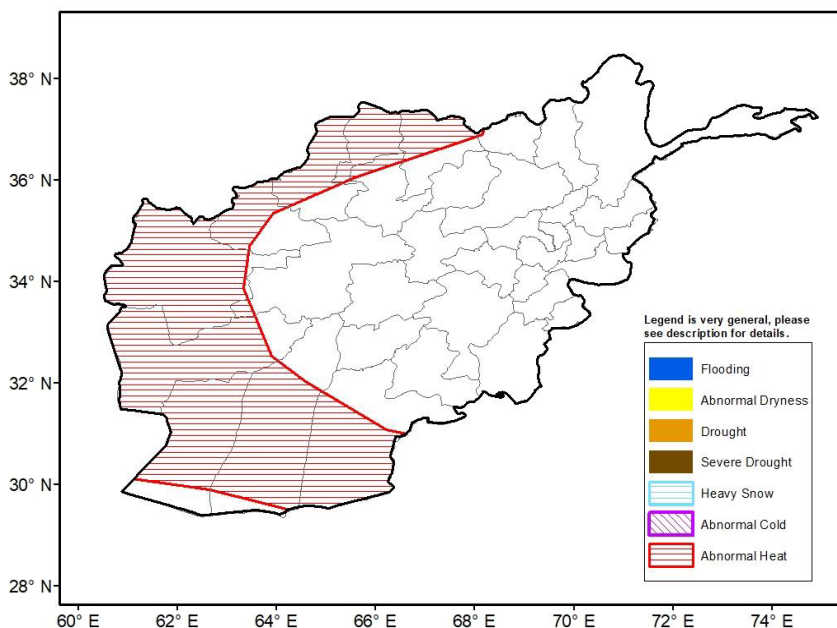 38° N
36° N
34° N
32° N
30° N
28° N
60° E 62° E 64° E 66° E 68° E 70° E 72° E 74° E
Legend is very general, please
see description for details.
Flooding
Abnormal Dryness
Drought
Severe Drought
Heavy Snow
Abnormal Cold
Abnormal Heat